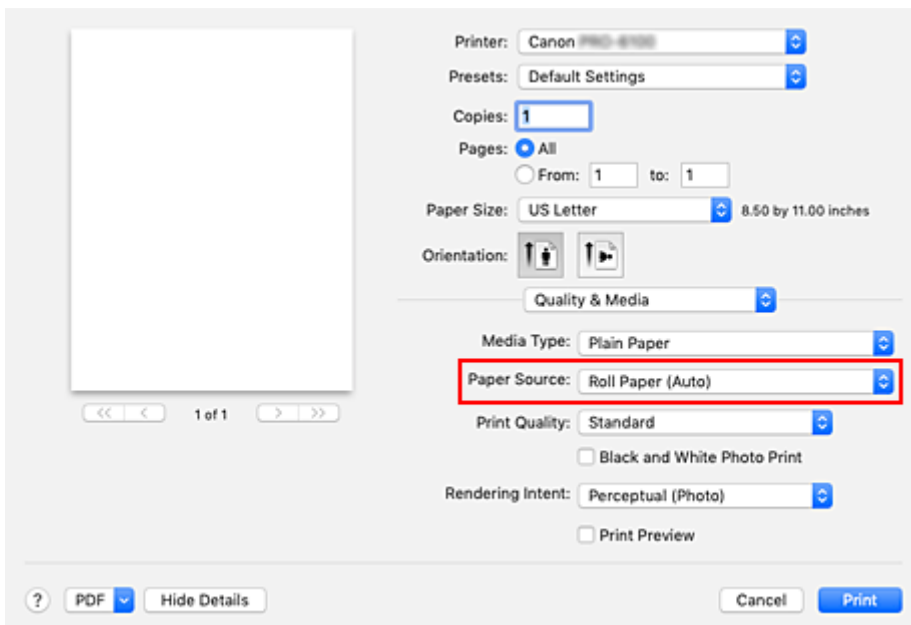 Printer: Canon
Presets: Default Settings
Copies: 1
Pages: All
From: 1 to: 1
Paper Size: US Letter 8.50 by 11.00 inches
Orientation:
Quality & Media
Media Type: Plain Paper
Paper Source: Roll Paper (Auto)
<< < 1 of 1 > >>
Print Quality: Standard
Black and White Photo Print
Rendering Intent: Perceptual (Photo)
Print Preview
? PDF Hide Details Cancel Print